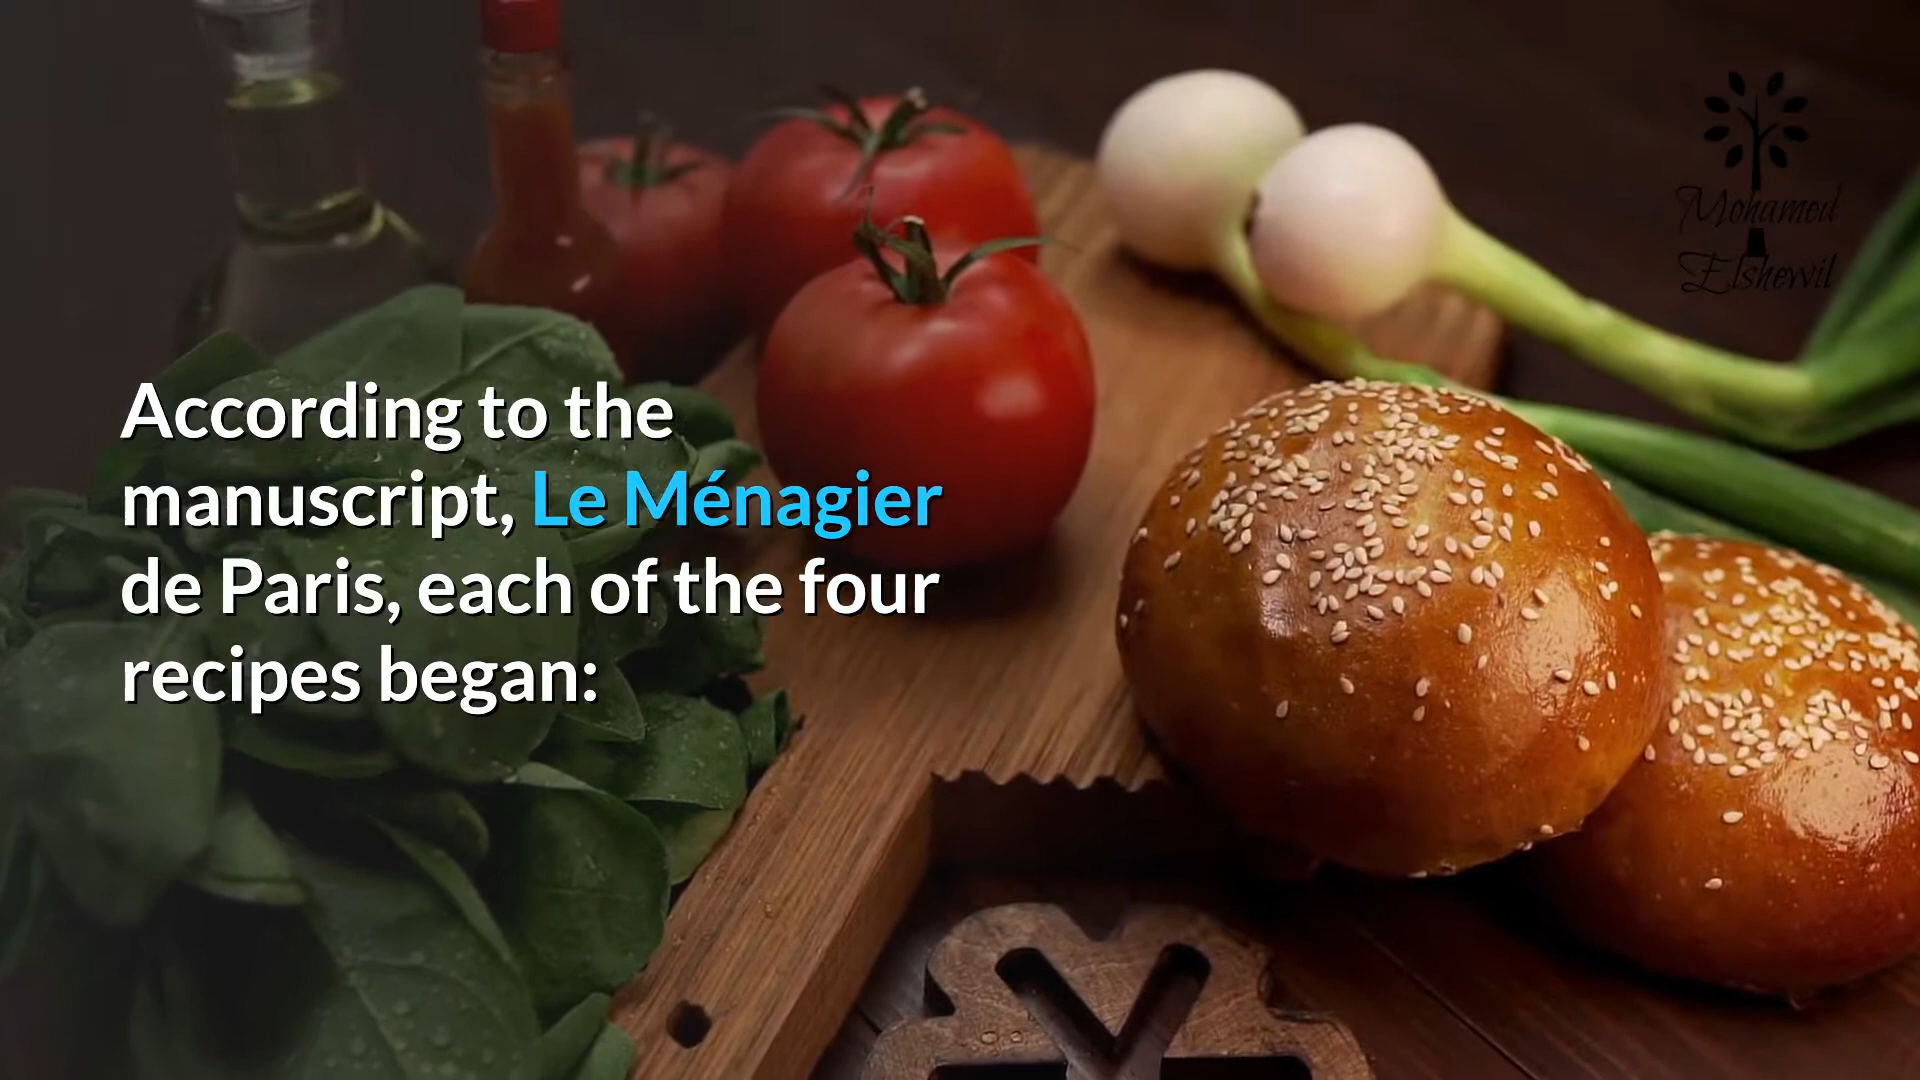 According to the
manuscript, Le Ménagier
de Paris, each of the four
recipes began:
Mohamed
Elshewil